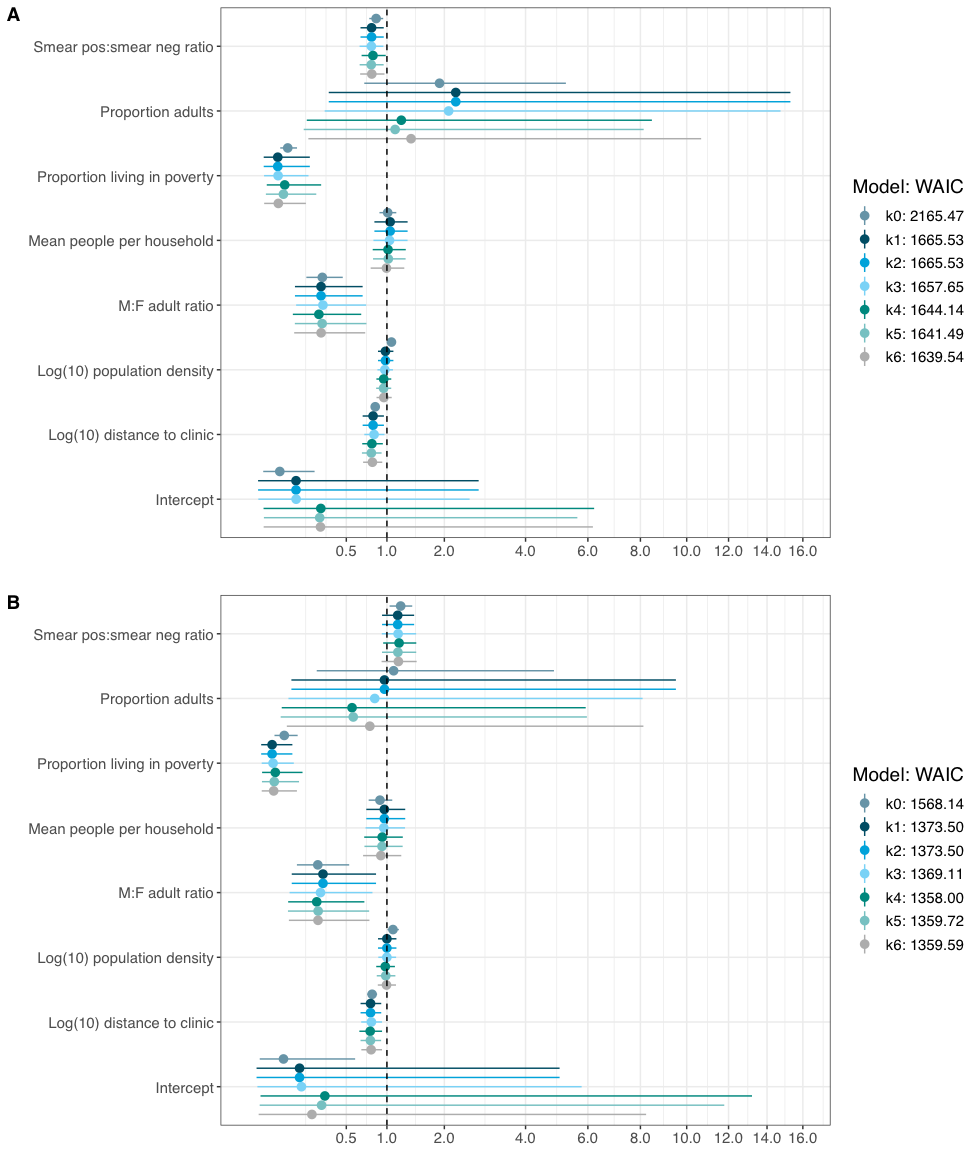 A
Smear pos:smear neg ratio
Proportion adults
Proportion living in poverty
Mean people per household
M:F adult ratio
Log(10) population density
Log(10) distance to clinic
Intercept
0.5 1.0 2.0 4.0 6.0 8.0 10.0 12.0 14.0 16.0
Model: WAIC
k0: 2165.47
k1: 1665.53
k2: 1665.53
k3: 1657.65
k4: 1644.14
k5: 1641.49
k6: 1639.54
B
Smear pos:smear neg ratio
Proportion adults
Proportion living in poverty
Mean people per household
M:F adult ratio
Log(10) population density
Log(10) distance to clinic
Intercept
0.5 1.0 2.0 4.0 6.0 8.0 10.0 12.0 14.0 16.0
Model: WAIC
k0: 1568.14
k1: 1373.50
k2: 1373.50
k3: 1369.11
k4: 1358.00
k5: 1359.72
k6: 1359.59